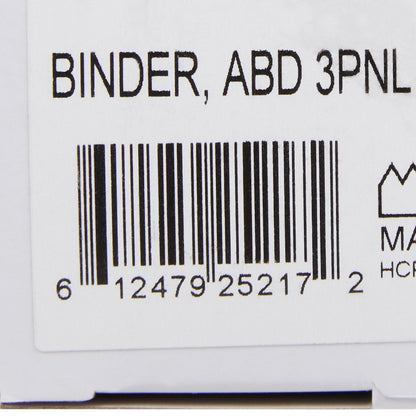 BINDER, ABD 3PNL
MA
HCP
6 12479 25217 2